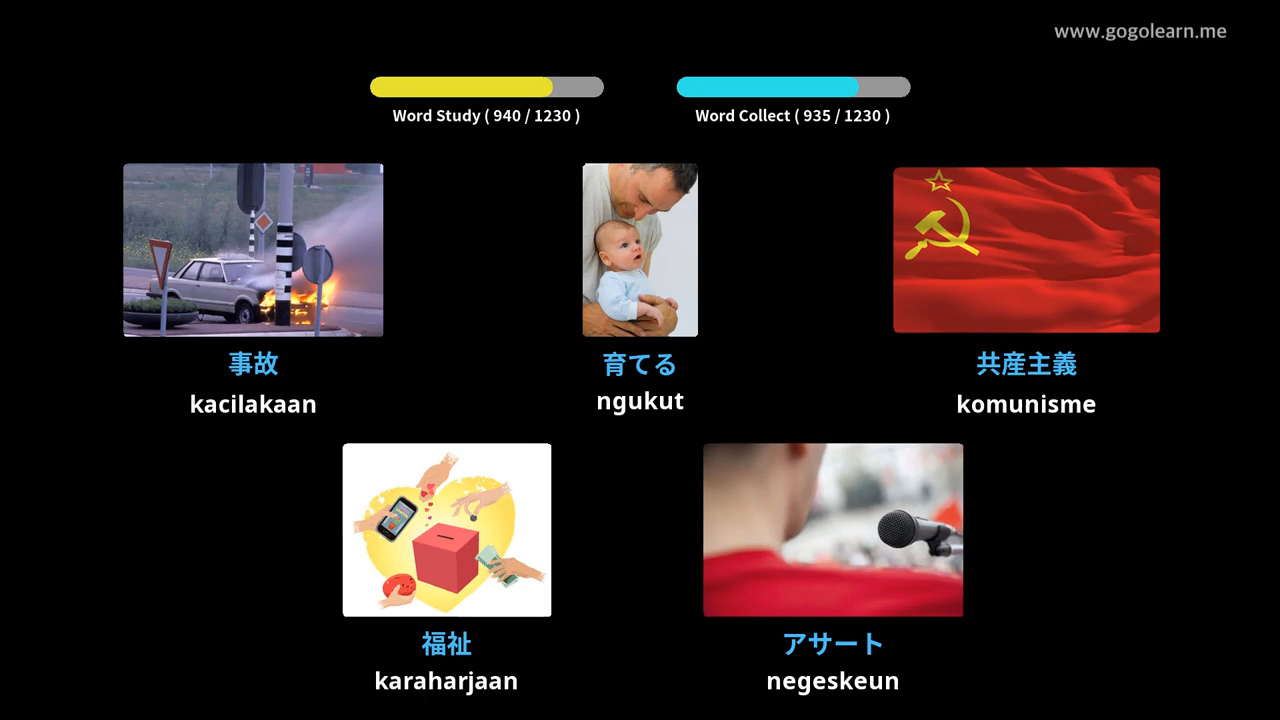 www.gogolearn.me
Word Study ( 940 / 1230 )
Word Collect ( 935 / 1230 )
事故
kacilakaan
育てる
ngukut
共産主義
komunisme
福祉
karaharjaan
アサート
negeskeun